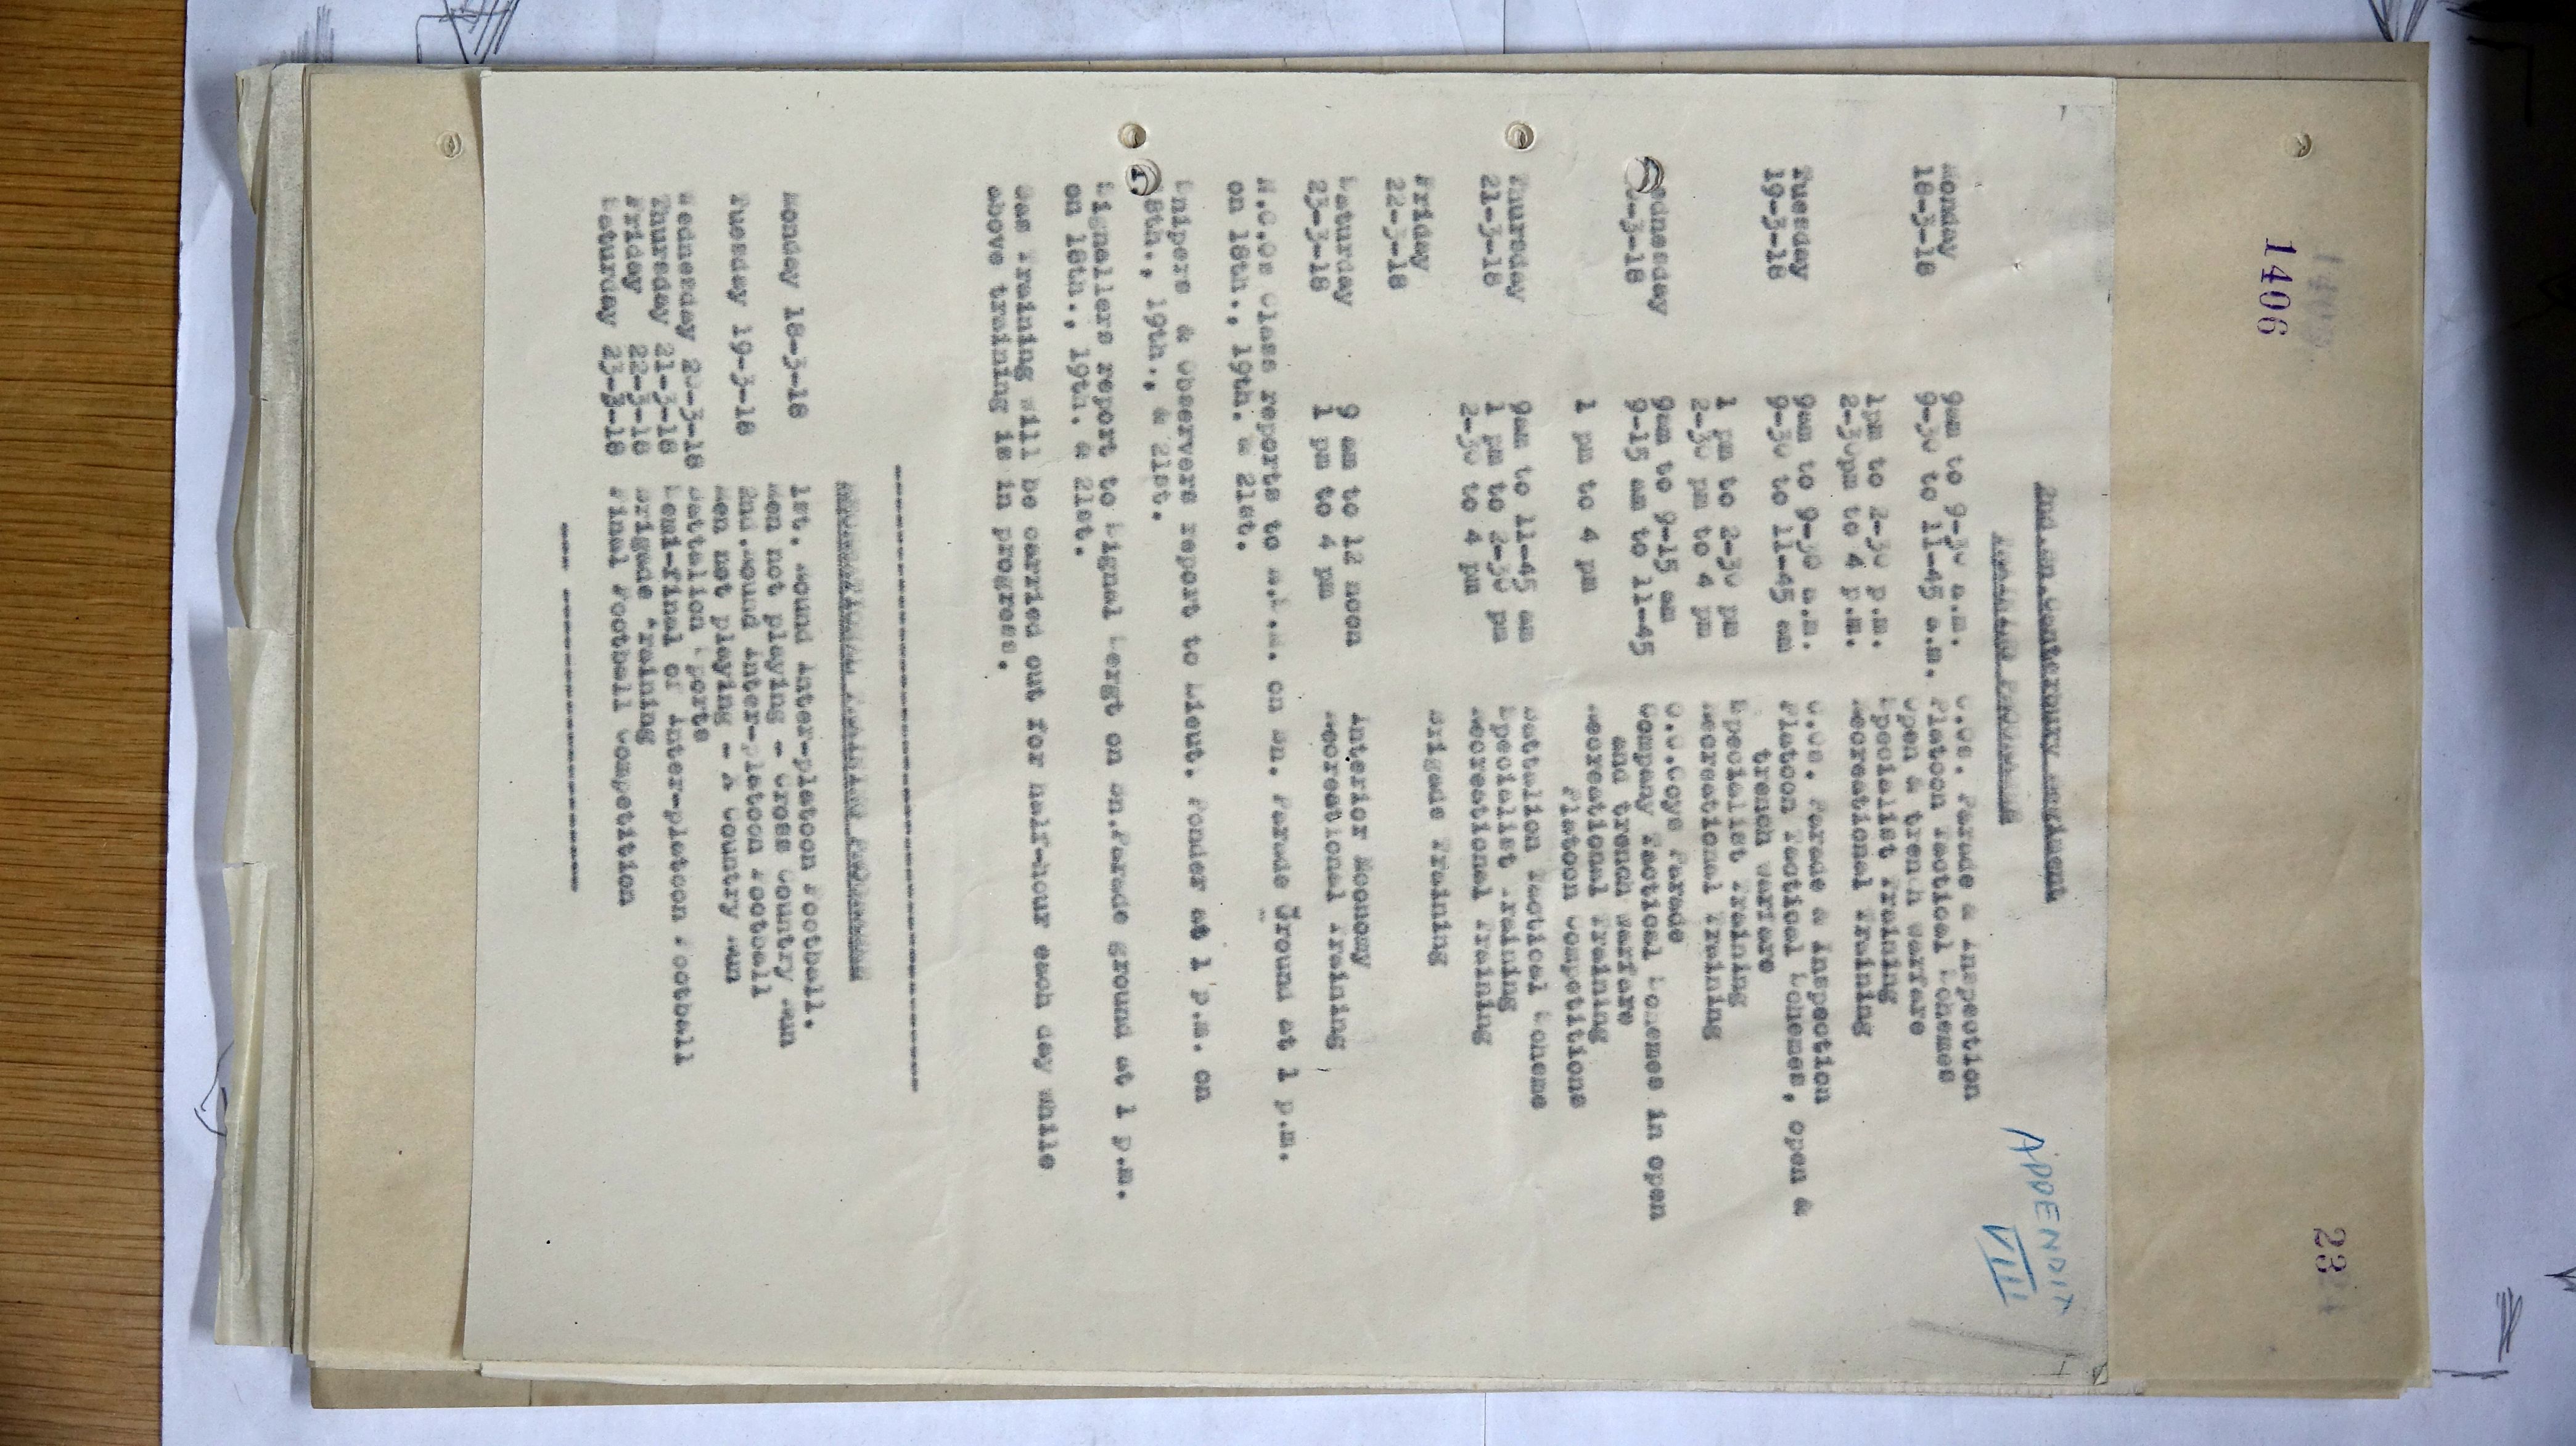 1406
23
APPENDIX
VIII
2nd.Bn.Canterbury Regiment
Training Programme
Monday 9am to 9-30 a.m. C.Os. Parade & Inspection
18-3-18 9-30 to 11-45 a.m. Platoon Tactical Schemes
Open & trench warfare
1pm to 2-30 p.m. Specialist Training
2-30pm to 4 p.m. Recreational Training
Tuesday 9am to 9-30 a.m. C.Os. Parade & Inspection
19-3-18 9-30 to 11-45 am Platoon Tactical Schemes, open &
trench warfare
1 pm to 2-30 pm Specialist Training
2-30 pm to 4 pm Recreational Training
Wednesday 9am to 9-15 am O.C.Coys Parade
20-3-18 9-15 am to 11-45 Company Tactical Schemes in open
and trench warfare
1 pm to 4 pm Recreational Training
Platoon Competitions
Thursday 9am to 11-45 am Battalion Tactical Scheme
21-3-18 1 pm to 2-30 pm Specialist Training
2-30 to 4 pm Recreational Training
Friday Brigade Training
22-3-18
Saturday 9 am to 12 noon Interior Economy
23-3-18 1 pm to 4 pm Recreational Training
N.C.Os Class reports to on Bn. Parade Ground at 1 p.m.
on 18th., 19th. & 21st.
Snipers & Observers report to Lieut. Ponder at 1 p.m. on
18th., 19th., & 21st.
Signallers report to Signal Sergt on Bn.Parade ground at 1 p.m.
on 18th., 19th. & 21st.
Gas Training will be carried out for half-hour each day while
above training is in progress.
Recreational Training Programme
Monday 18-3-18 1st. Round Inter-platoon Football.
Men not playing - Cross Country Run
Tuesday 19-3-18 2nd.Round Inter-platoon Football
Men not playing - X Country Run
Wednesday 20-3-18 Battalion Sports
Thursday 21-3-18 Semi-final of Inter-platoon Football
Friday 22-3-18 Brigade Training
Saturday 23-3-18 Final Football Competition